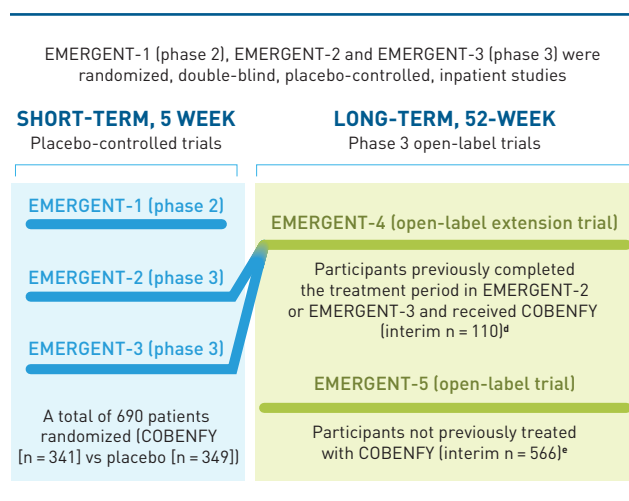 EMERGENT-1 (phase 2), EMERGENT-2 and EMERGENT-3 (phase 3) were
randomized, double-blind, placebo-controlled, inpatient studies
SHORT-TERM, 5 WEEK
Placebo-controlled trials
LONG-TERM, 52-WEEK
Phase 3 open-label trials
EMERGENT-1 (phase 2)
EMERGENT-2 (phase 3)
EMERGENT-3 (phase 3)
A total of 690 patients
randomized (COBENFY
[n = 341] vs placebo [n = 349])
EMERGENT-4 (open-label extension trial)
Participants previously completed
the treatment period in EMERGENT-2
or EMERGENT-3 and received COBENFY
(interim n = 110)ᵈ
EMERGENT-5 (open-label trial)
Participants not previously treated
with COBENFY (interim n = 566)ᵉ